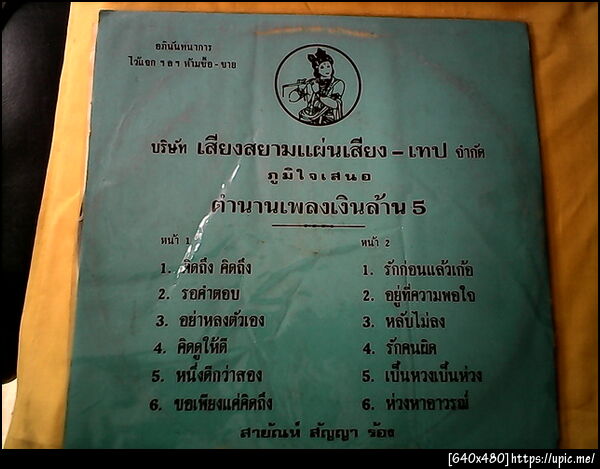 อภินันทนาการ
ไว้แจก ฯลฯ ห้ามซื้อ - ขาย
บริษัท เสียงสยามแผ่นเสียง - เทป จำกัด
ภูมิใจเสนอ
ตำนานเพลงเงินล้าน 5
หน้า 1
1. คิดถึง คิดถึง
2. รอคำตอบ
3. อย่าหลงตัวเอง
4. คิดดูให้ดี
5. หนึ่งดีกว่าสอง
6. ขอเพียงแค่คิดถึง
หน้า 2
1. รักก่อนแล้วเก้อ
2. อยู่ที่ความพอใจ
3. หลับไม่ลง
4. รักคนผิด
5. เป็นหวงเป็นห่วง
6. ห่วงหาอาวรณ์
สายัณห์ สัญญา ร้อง
[640x480]https://upic.me/